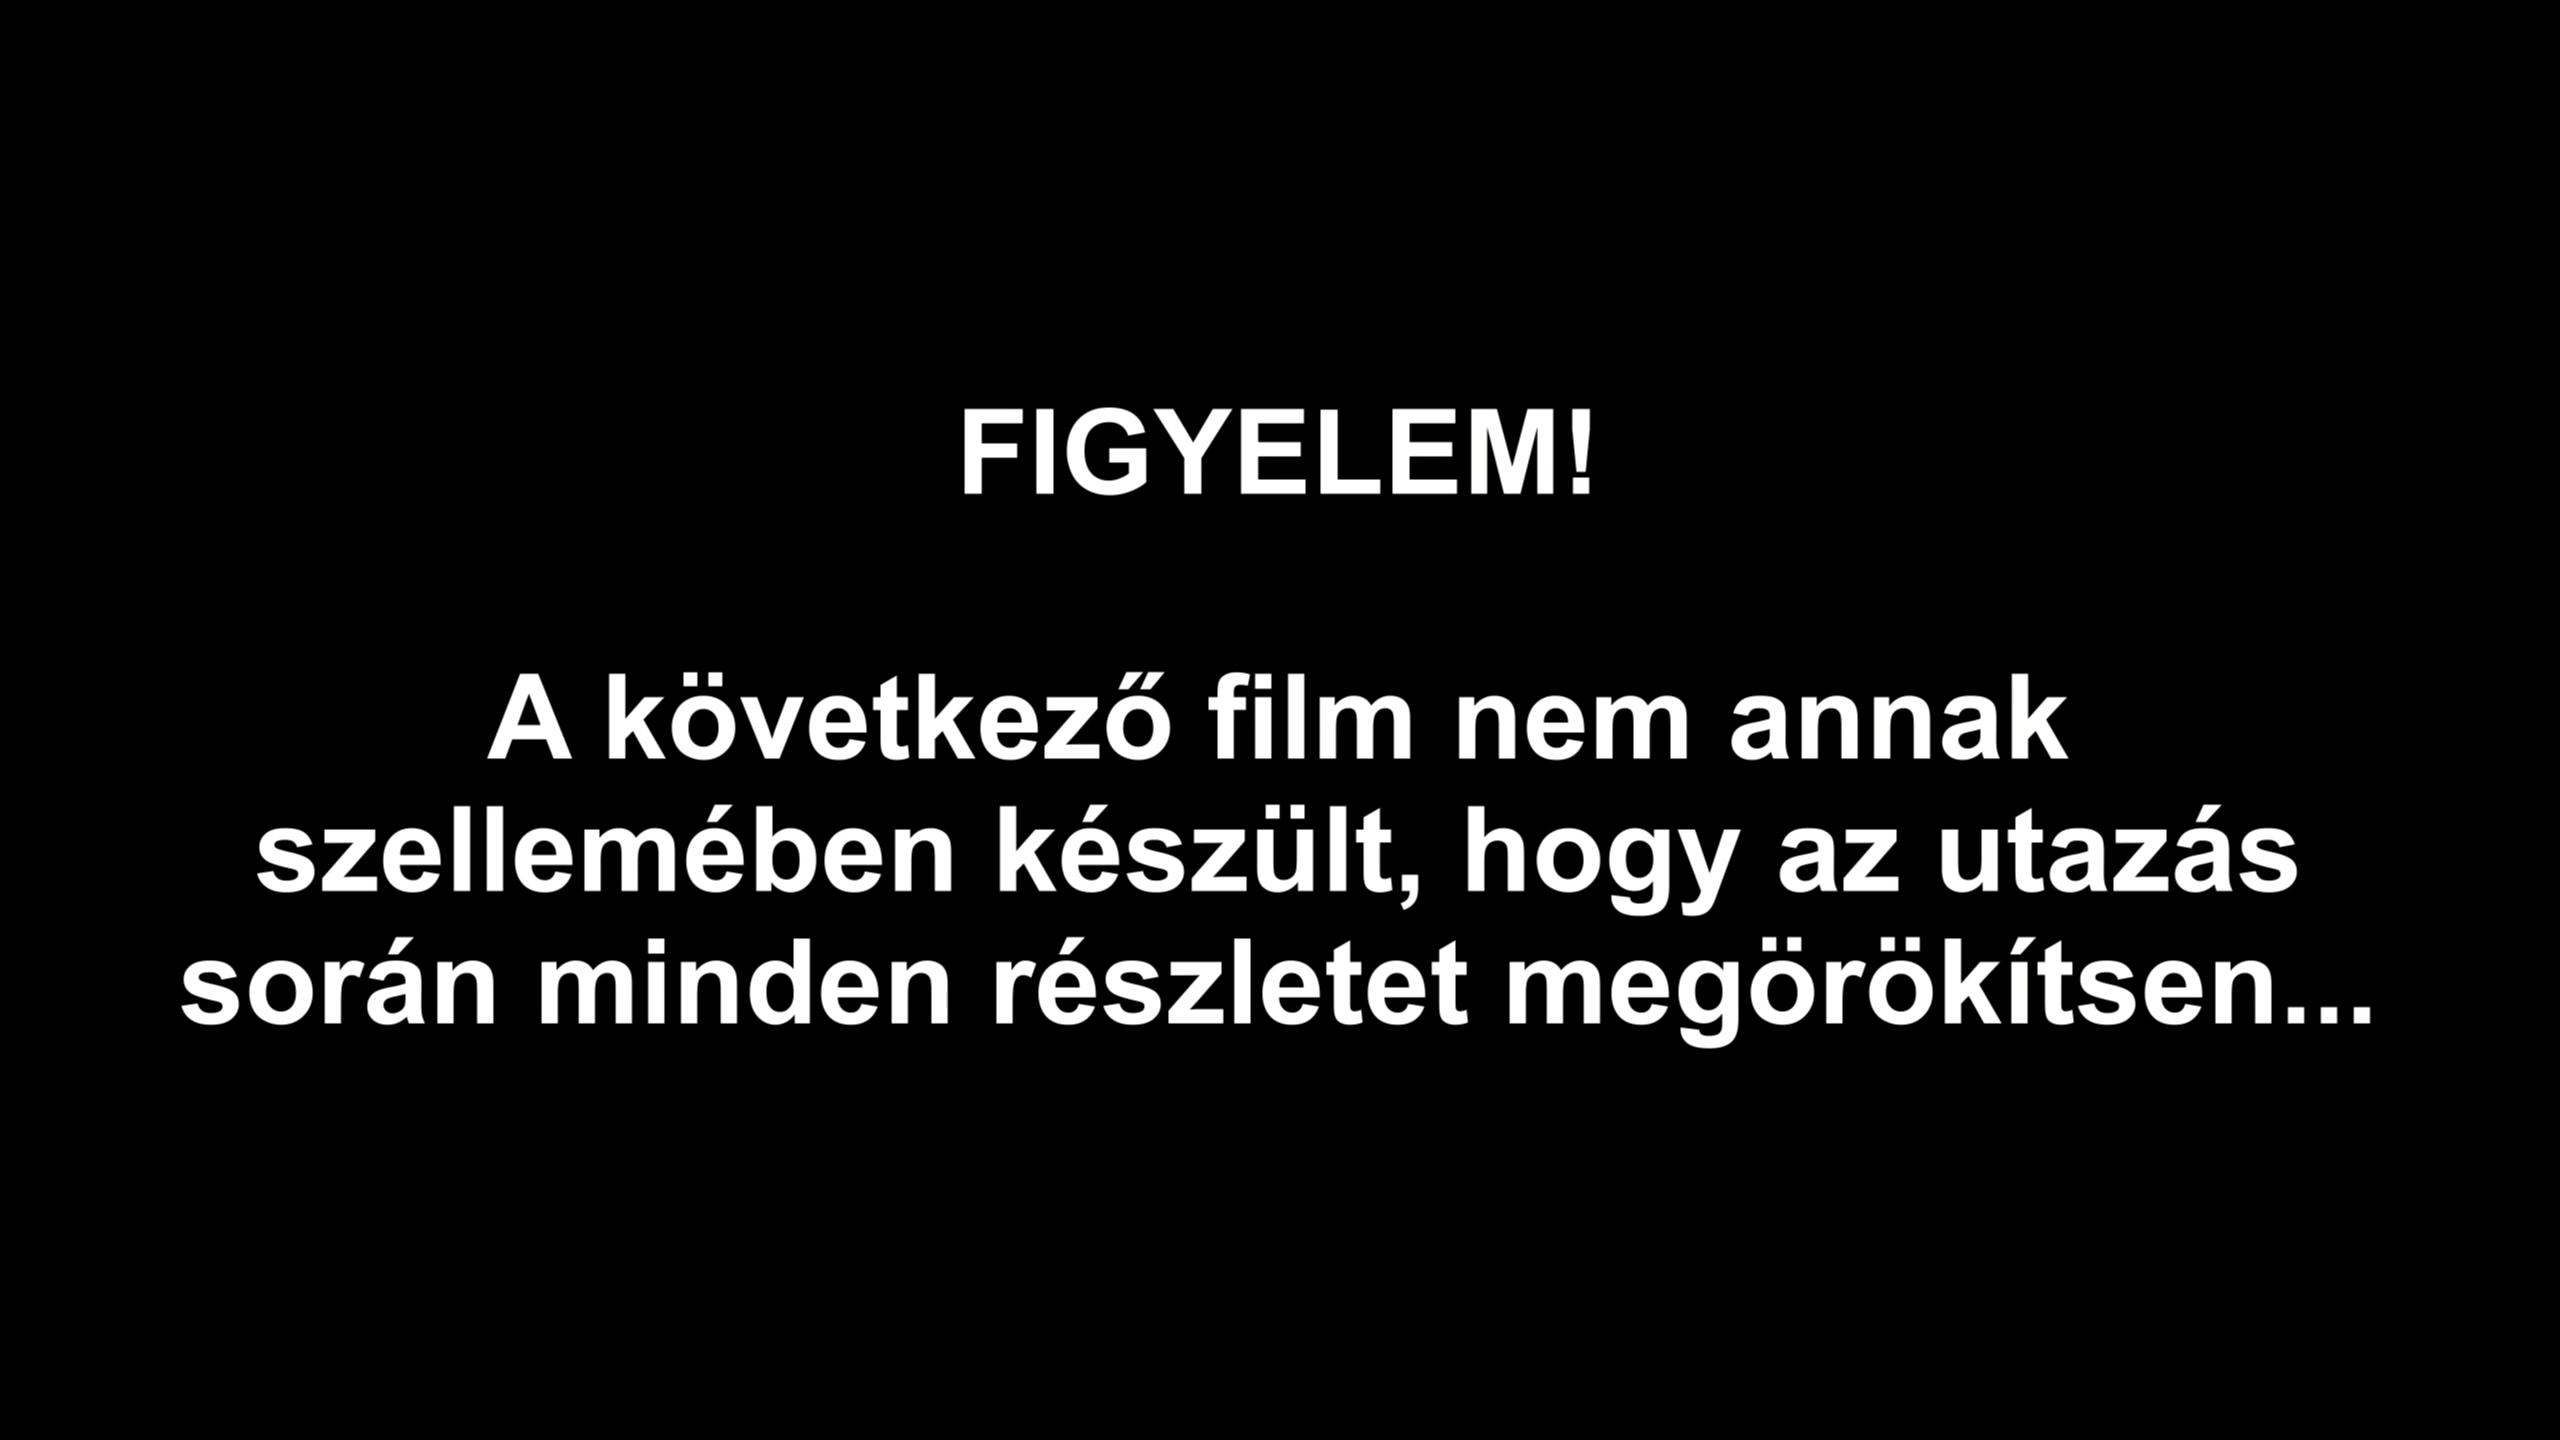 FIGYELEM!
A következő film nem annak
szellemében készült, hogy az utazás
során minden részletet megörökítsen...